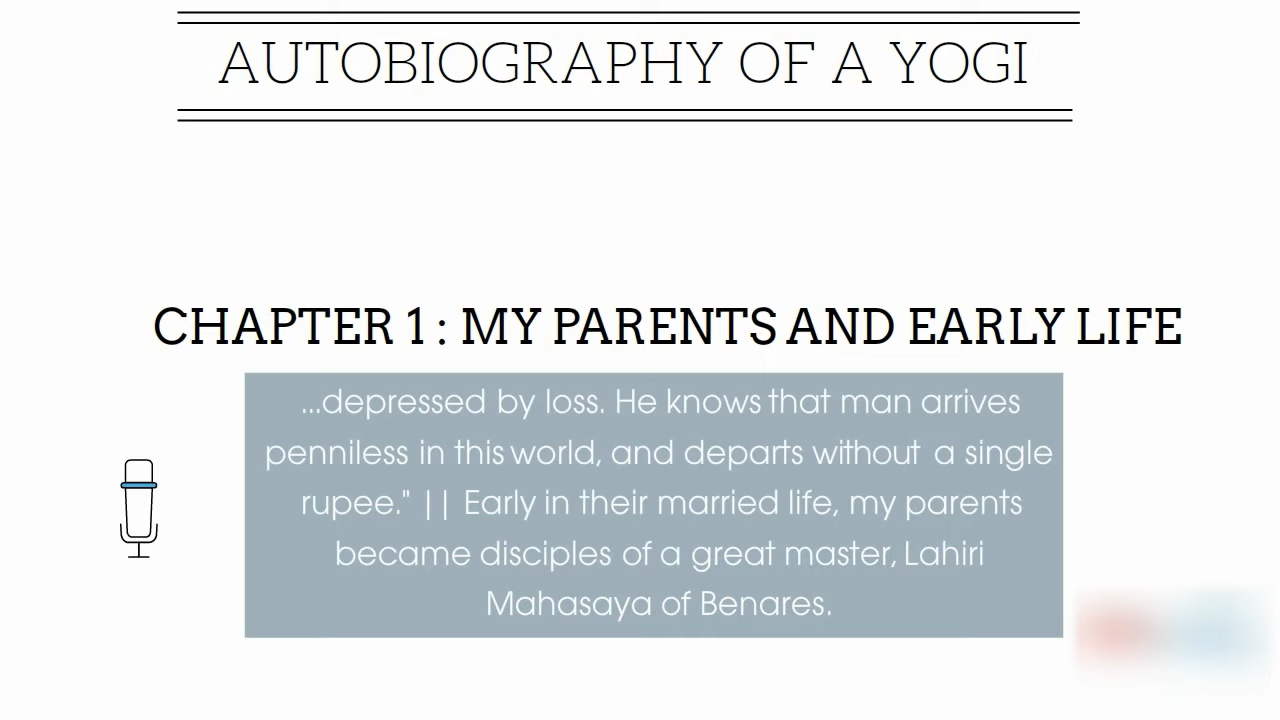 AUTOBIOGRAPHY OF A YOGI
CHAPTER 1 : MY PARENTS AND EARLY LIFE
...depressed by loss. He knows that man arrives
penniless in this world, and departs without a single
rupee." || Early in their married life, my parents
became disciples of a great master, Lahiri
Mahasaya of Benares.